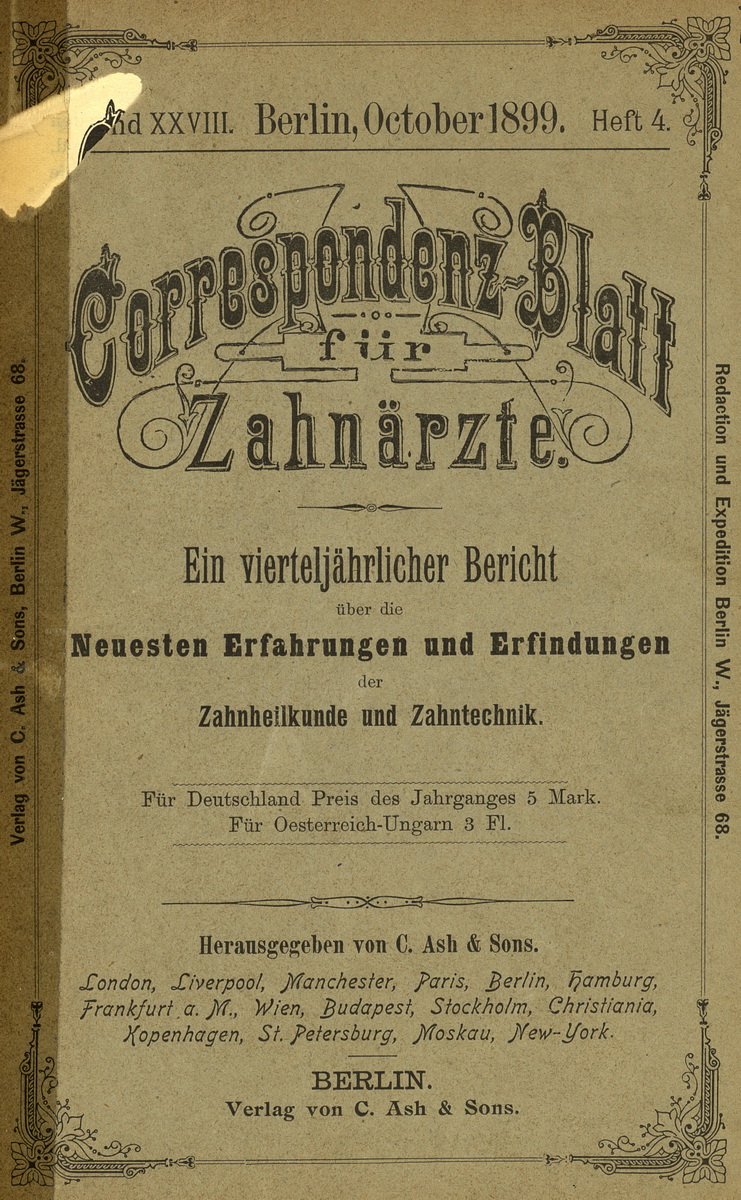 nd XXVIII. Berlin, October 1899. Heft 4.
Correspondenz-Blatt
für
Zahnärzte.
Ein vierteljährlicher Bericht
über die
Neuesten Erfahrungen und Erfindungen
der
Zahnheilkunde und Zahntechnik.
Für Deutschland Preis des Jahrganges 5 Mark.
Für Oesterreich-Ungarn 3 Fl.
Herausgegeben von C. Ash & Sons.
London, Liverpool, Manchester, Paris, Berlin, Hamburg,
Frankfurt a. M., Wien, Budapest, Stockholm, Christiania,
Kopenhagen, St. Petersburg, Moskau, New-York.
BERLIN.
Verlag von C. Ash & Sons.
Verlag von C. Ash & Sons, Berlin W., Jägerstrasse 68.
Redaction und Expedition Berlin W., Jägerstrasse 68.